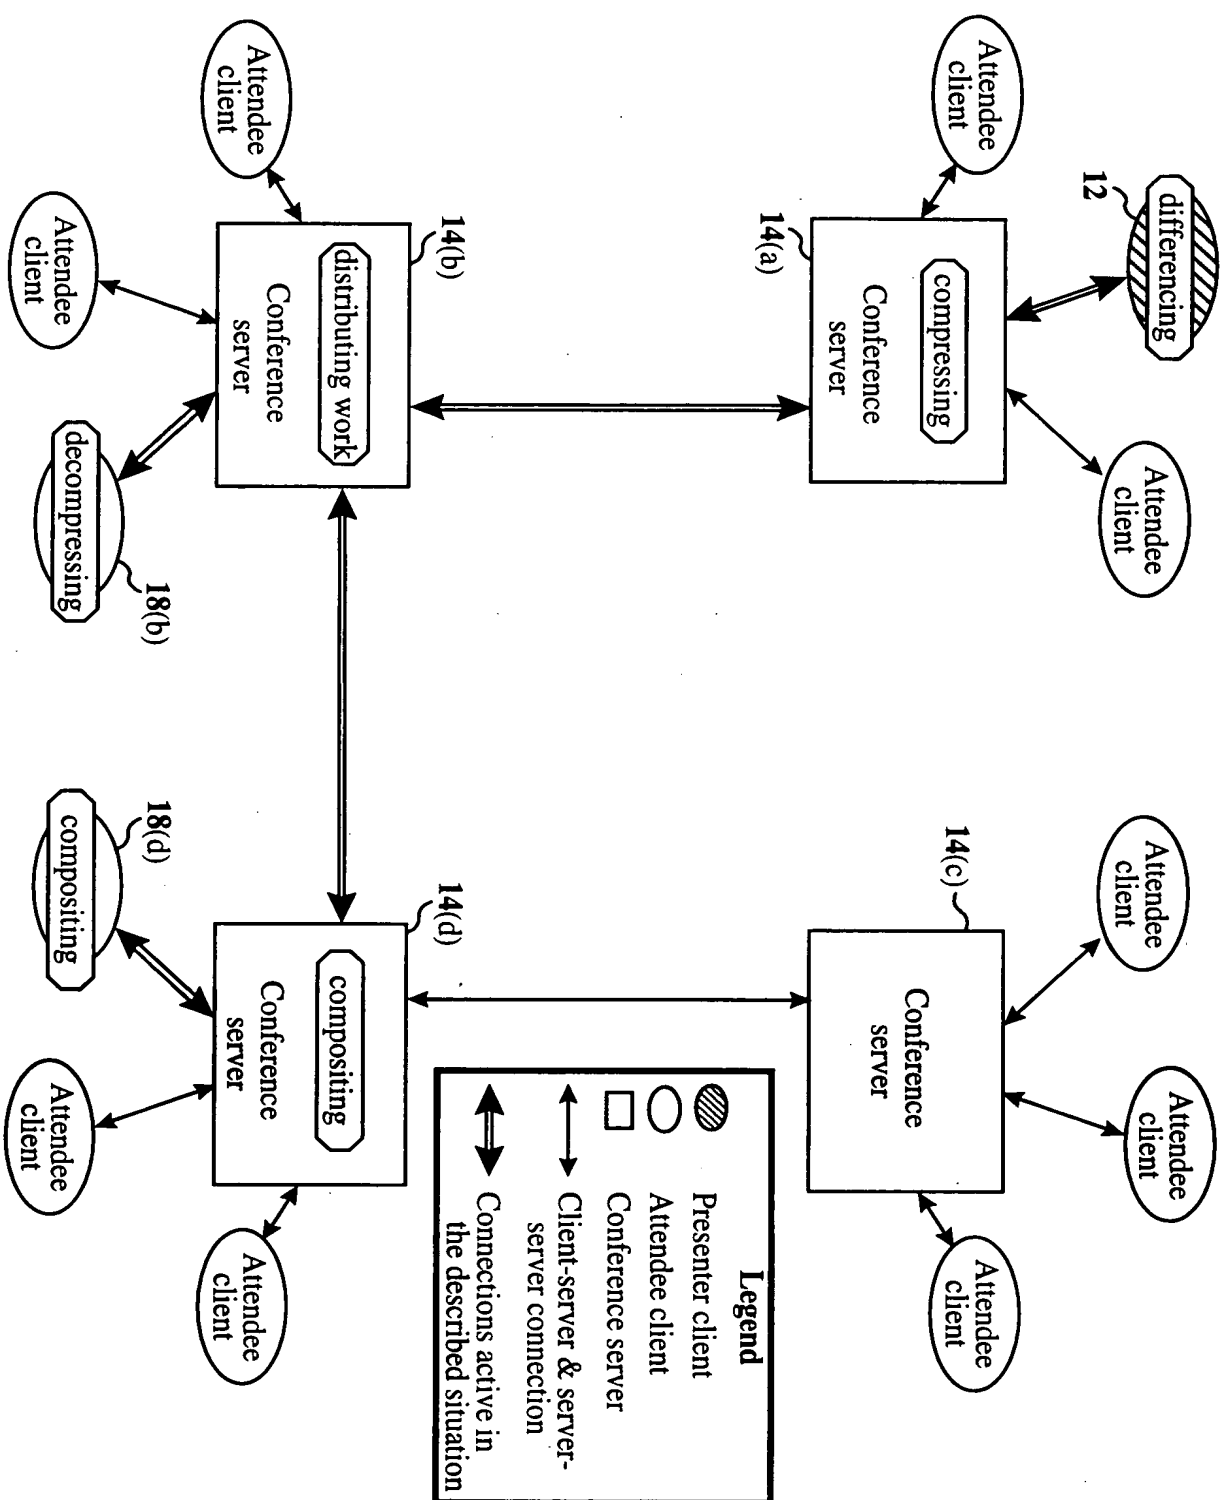 differencing
12
Attendee
client
Attendee
client
14(a)
compressing
Conference
server
Attendee
client
Attendee
client
14(c)
Conference
server
Attendee
client
Attendee
client
14(b)
distributing work
Conference
server
Attendee
client
decompressing
18(b)
14(d)
compositing
Conference
server
18(d)
compositing
Attendee
client
Attendee
client
Legend
Presenter client
Attendee client
Conference server
Client-server & server-
server connection
Connections active in
the described situation